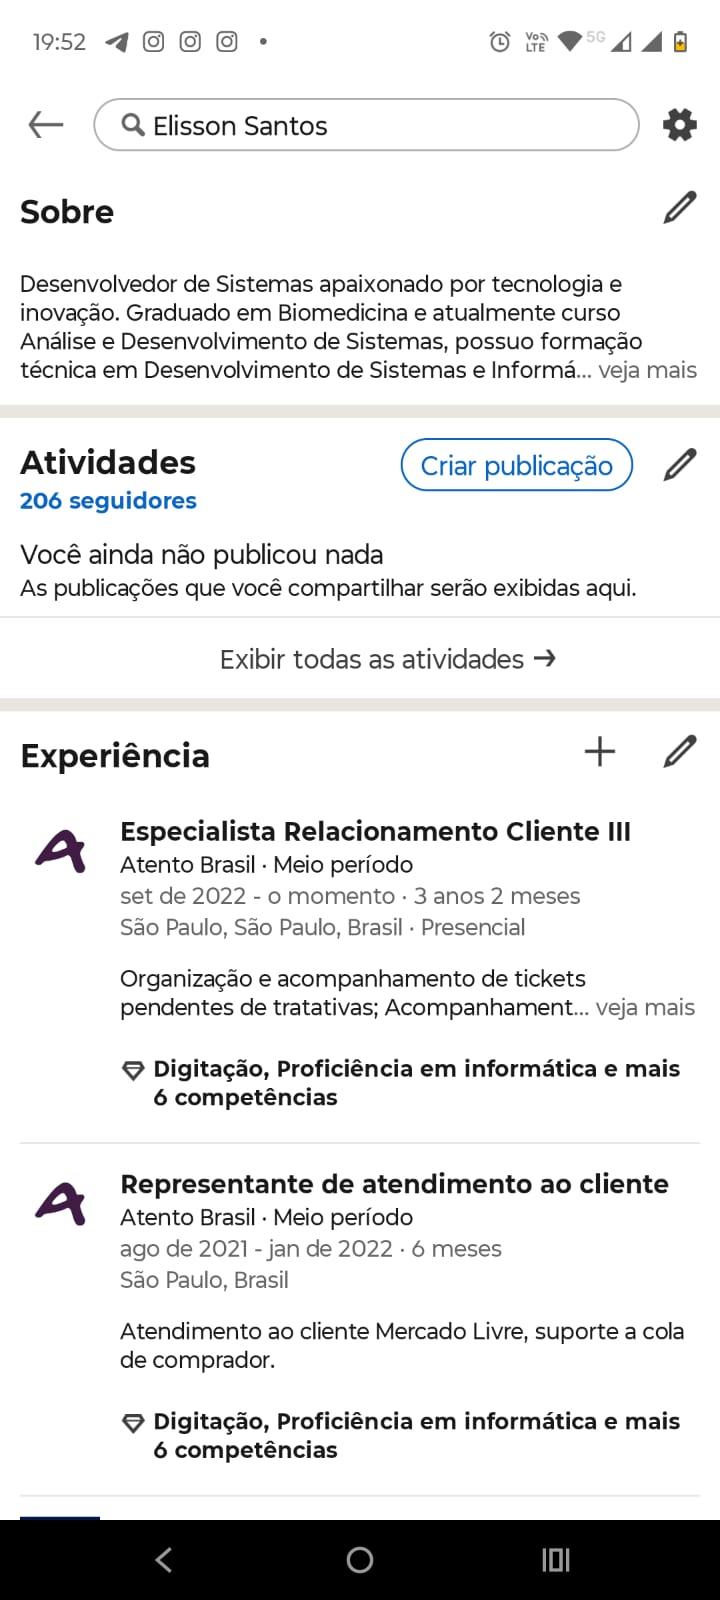 19:52
Vo)) LTE 5G
Elisson Santos
Sobre
Desenvolvedor de Sistemas apaixonado por tecnologia e
inovação. Graduado em Biomedicina e atualmente curso
Análise e Desenvolvimento de Sistemas, possuo formação
técnica em Desenvolvimento de Sistemas e Informá... veja mais
Atividades
Criar publicação
206 seguidores
Você ainda não publicou nada
As publicações que você compartilhar serão exibidas aqui.
Exibir todas as atividades →
Experiência
Especialista Relacionamento Cliente III
Atento Brasil · Meio período
set de 2022 - o momento · 3 anos 2 meses
São Paulo, São Paulo, Brasil · Presencial
Organização e acompanhamento de tickets
pendentes de tratativas; Acompanhament... veja mais
Digitação, Proficiência em informática e mais
6 competências
Representante de atendimento ao cliente
Atento Brasil · Meio período
ago de 2021 - jan de 2022 · 6 meses
São Paulo, Brasil
Atendimento ao cliente Mercado Livre, suporte a cola
de comprador.
Digitação, Proficiência em informática e mais
6 competências